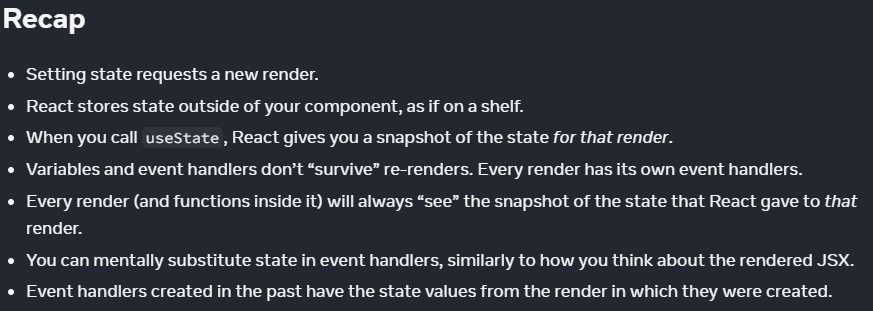 Recap
• Setting state requests a new render.
• React stores state outside of your component, as if on a shelf.
• When you call useState, React gives you a snapshot of the state for that render.
• Variables and event handlers don’t “survive” re-renders. Every render has its own event handlers.
• Every render (and functions inside it) will always “see” the snapshot of the state that React gave to that
render.
• You can mentally substitute state in event handlers, similarly to how you think about the rendered JSX.
• Event handlers created in the past have the state values from the render in which they were created.